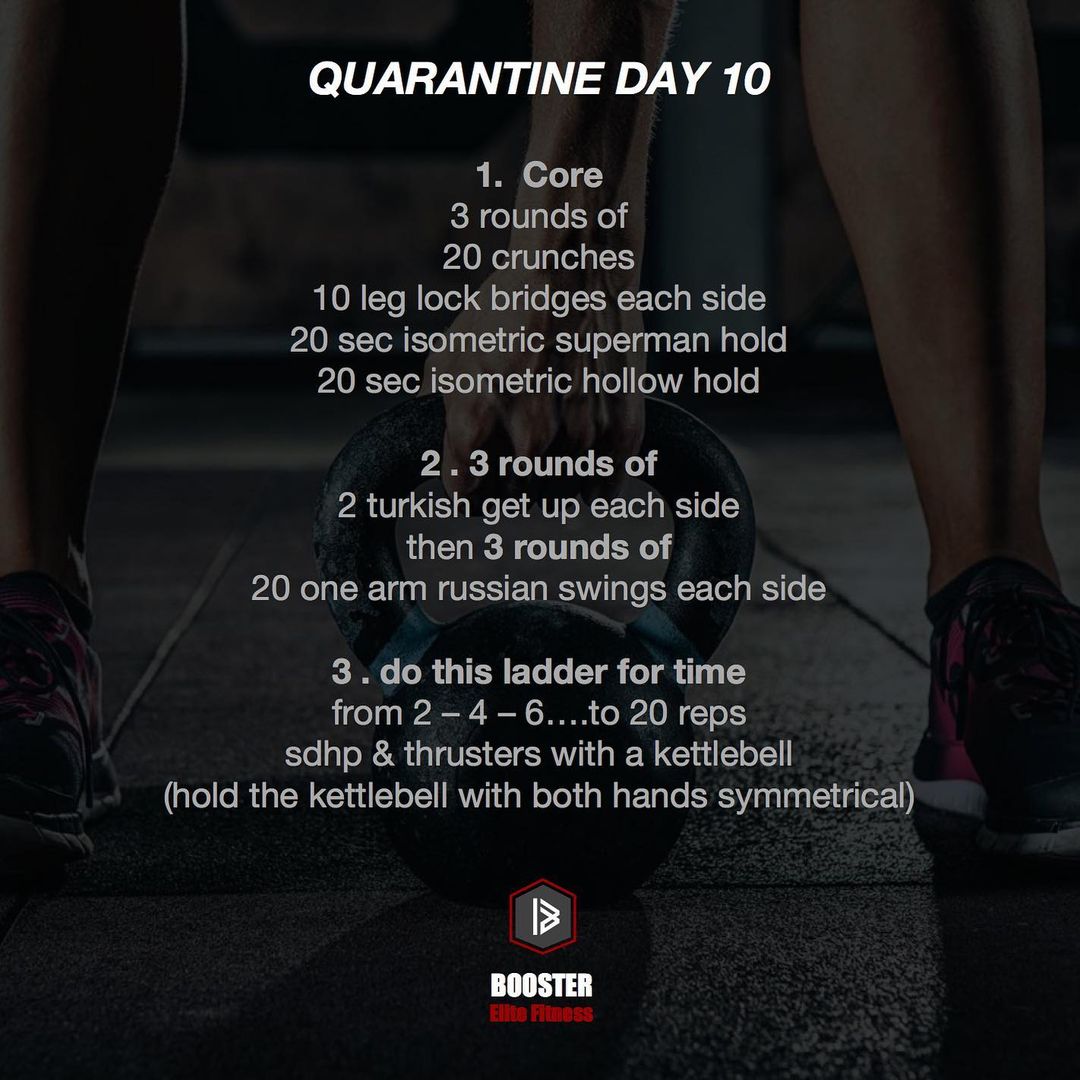 QUARANTINE DAY 10
1. Core
3 rounds of
20 crunches
10 leg lock bridges each side
20 sec isometric superman hold
20 sec isometric hollow hold
2 . 3 rounds of
2 turkish get up each side
then 3 rounds of
20 one arm russian swings each side
3 . do this ladder for time
from 2 – 4 – 6….to 20 reps
sdhp & thrusters with a kettlebell
(hold the kettlebell with both hands symmetrical)
BOOSTER
Elite Fitness